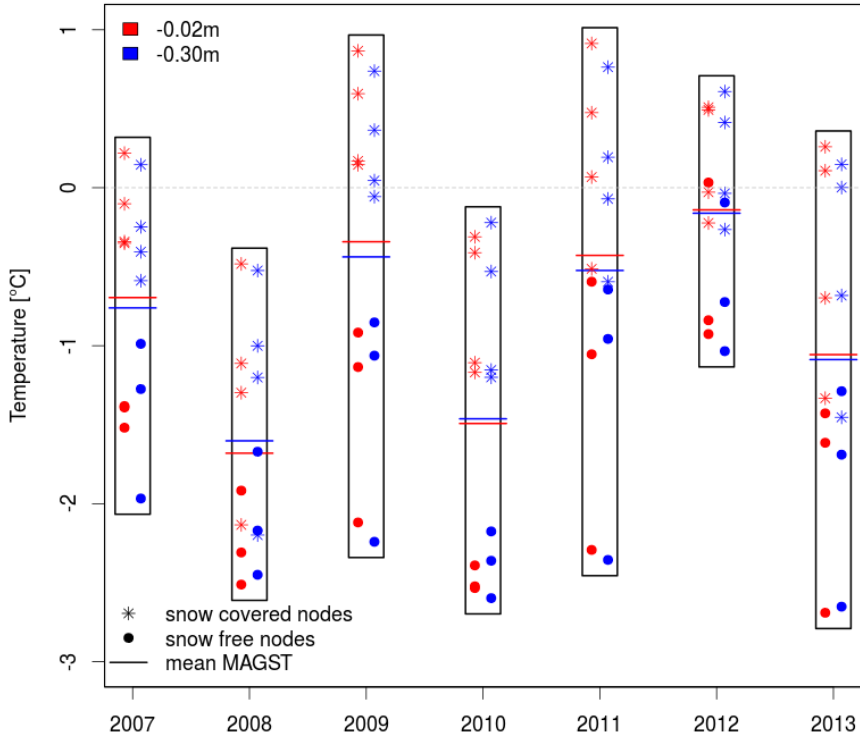 -0.02m
-0.30m
1
0
-1
-2
-3
Temperature [°C]
snow covered nodes
snow free nodes
mean MAGST
2007 2008 2009 2010 2011 2012 2013